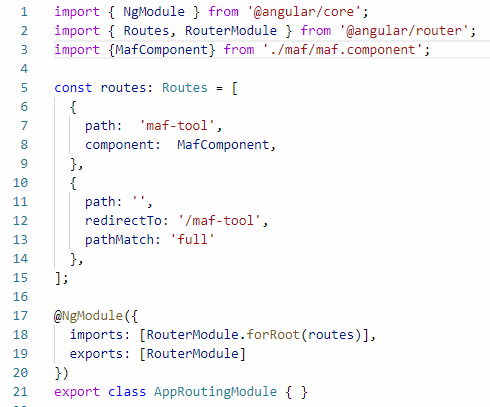 1 import { NgModule } from '@angular/core';
2 import { Routes, RouterModule } from '@angular/router';
3 import {MafComponent} from './maf/maf.component';
4
5 const routes: Routes = [
6   {
7     path:  'maf-tool',
8     component:  MafComponent,
9   },
10   {
11     path: '',
12     redirectTo: '/maf-tool',
13     pathMatch: 'full'
14   },
15 ];
16
17 @NgModule({
18   imports: [RouterModule.forRoot(routes)],
19   exports: [RouterModule]
20 })
21 export class AppRoutingModule { }